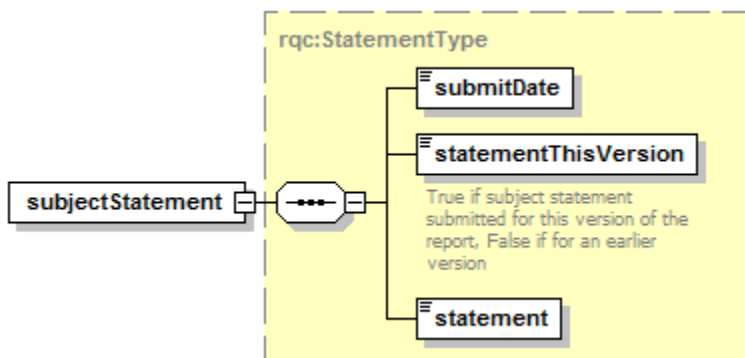 rqc:StatementType
submitDate
statementThisVersion
subjectStatement
True if subject statement
submitted for this version of the
report, False if for an earlier
version
statement